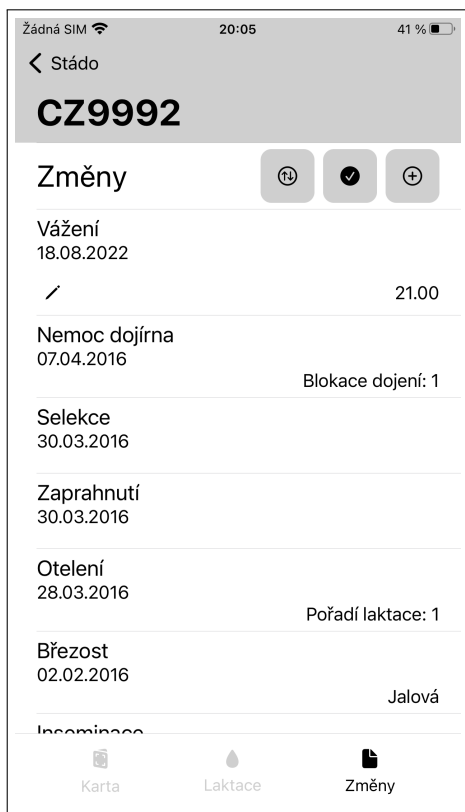 Žádná SIM 20:05 41 %
Stádo
CZ9992
Změny
Vážení
18.08.2022
21.00
Nemoc dojírna
07.04.2016
Blokace dojení: 1
Selekce
30.03.2016
Zaprahnutí
30.03.2016
Otelení
28.03.2016
Pořadí laktace: 1
Březost
02.02.2016
Jalová
Inseminace
Karta Laktace Změny